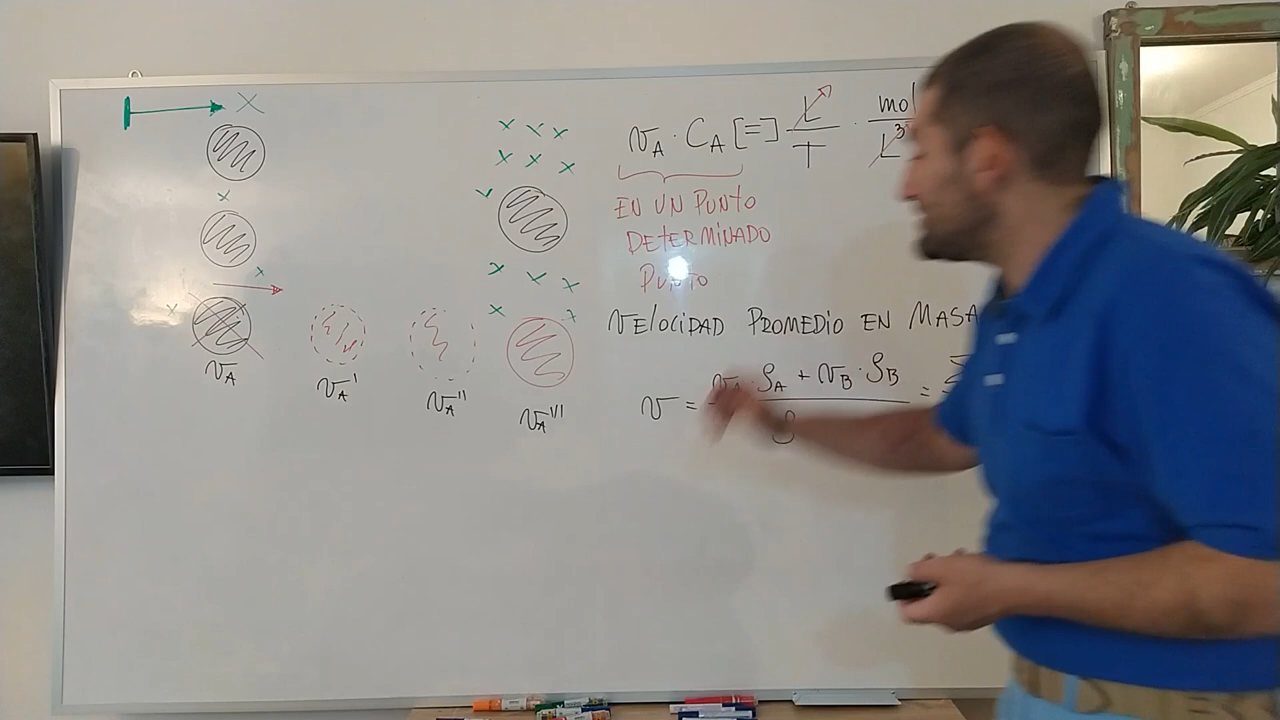 X
v_A
v_A'
v_A''
v_A'''
v_A · C_A [=] L/T · mol/L³
EN UN PUNTO
DETERMINADO
PUNTO
VELOCIDAD PROMEDIO EN MASA
v = (v_A · ρ_A + v_B · ρ_B)/ρ = Σ